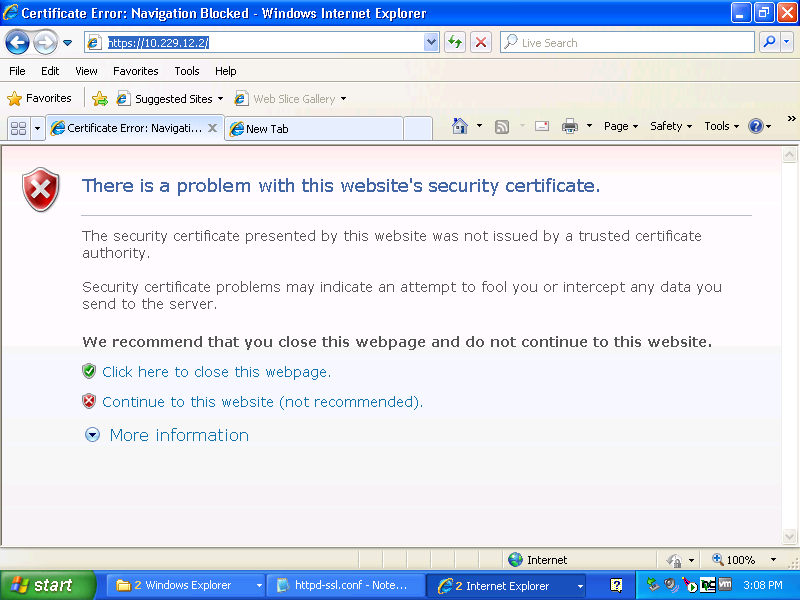 Certificate Error: Navigation Blocked - Windows Internet Explorer
https://10.229.12.2/
Live Search
File Edit View Favorites Tools Help
Favorites Suggested Sites Web Slice Gallery
Certificate Error: Navigati... New Tab Page Safety Tools »
There is a problem with this website's security certificate.
The security certificate presented by this website was not issued by a trusted certificate
authority.
Security certificate problems may indicate an attempt to fool you or intercept any data you
send to the server.
We recommend that you close this webpage and do not continue to this website.
Click here to close this webpage.
Continue to this website (not recommended).
More information
Internet 100%
start 2 Windows Explorer httpd-ssl.conf - Note... 2 Internet Explorer 3:08 PM